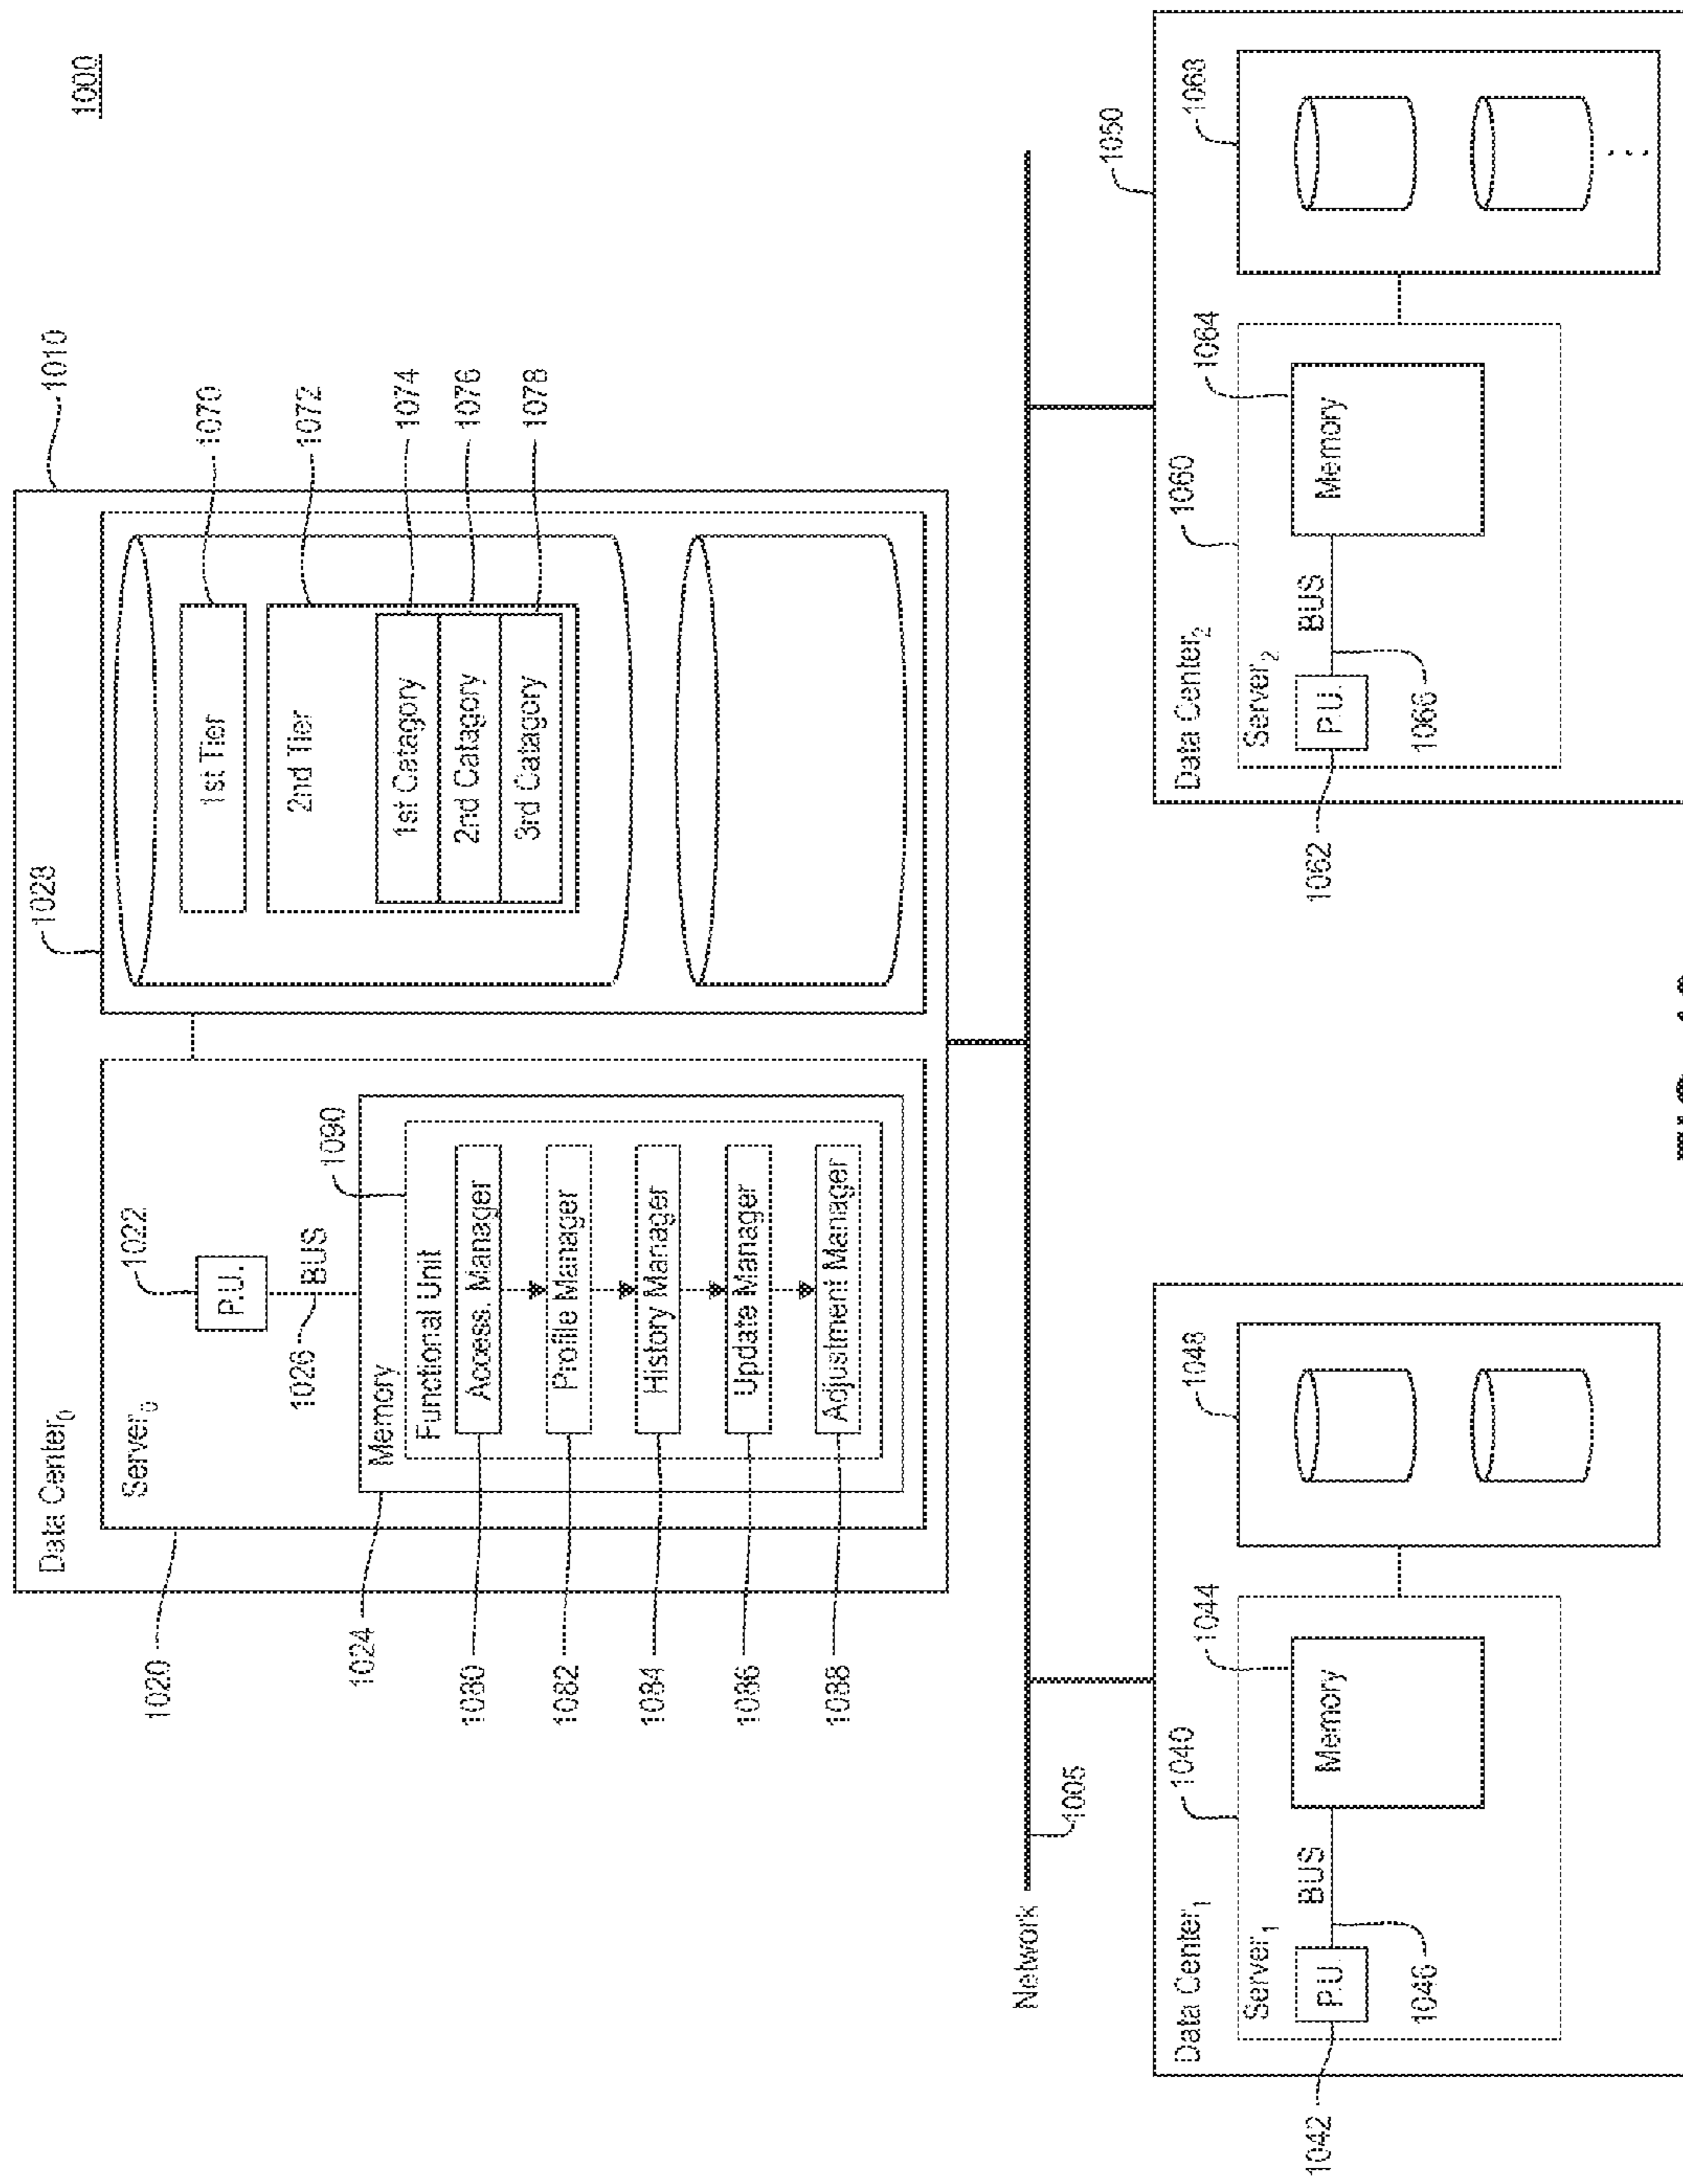 1000
Data Center0
1028
1010
Server0
1022
P.U.
1026
BUS
1020
1024
Memory
1090
Functional Unit
1080
Access. Manager
1082
Profile Manager
1084
History Manager
1086
Update Manager
1088
Adjustment Manager
1st Tier
1070
2nd Tier
1072
1st Catagory
1074
2nd Catagory
1076
3rd Catagory
1078
Network
1005
Data Center1
1040
Server1
1044
1048
1042
P.U.
BUS
Memory
1046
1050
Data Center2
1060
Server2
1064
1068
1062
P.U.
BUS
Memory
1066